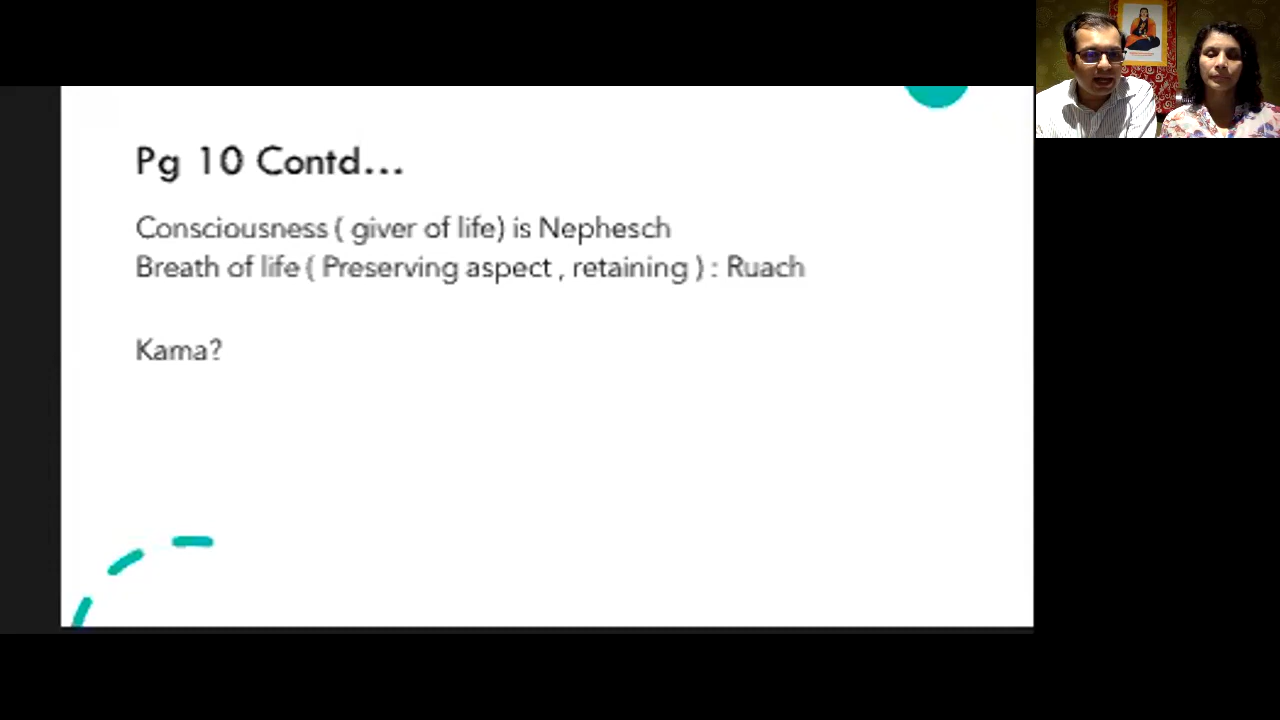 Pg 10 Contd...
Consciousness ( giver of life) is Nephesch
Breath of life ( Preserving aspect , retaining ) : Ruach
Kama?